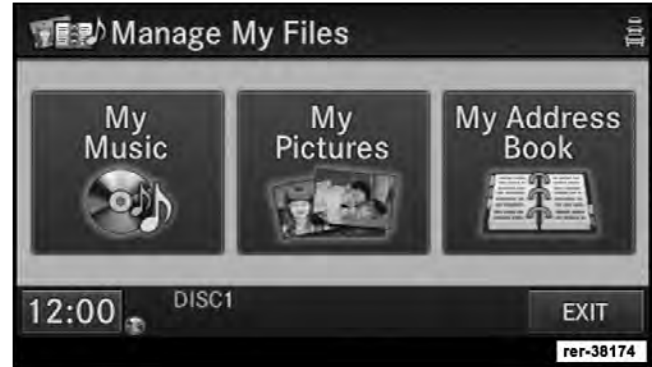 Manage My Files
My
Music
My
Pictures
My Address
Book
12:00
DISC1
EXIT
rer-38174